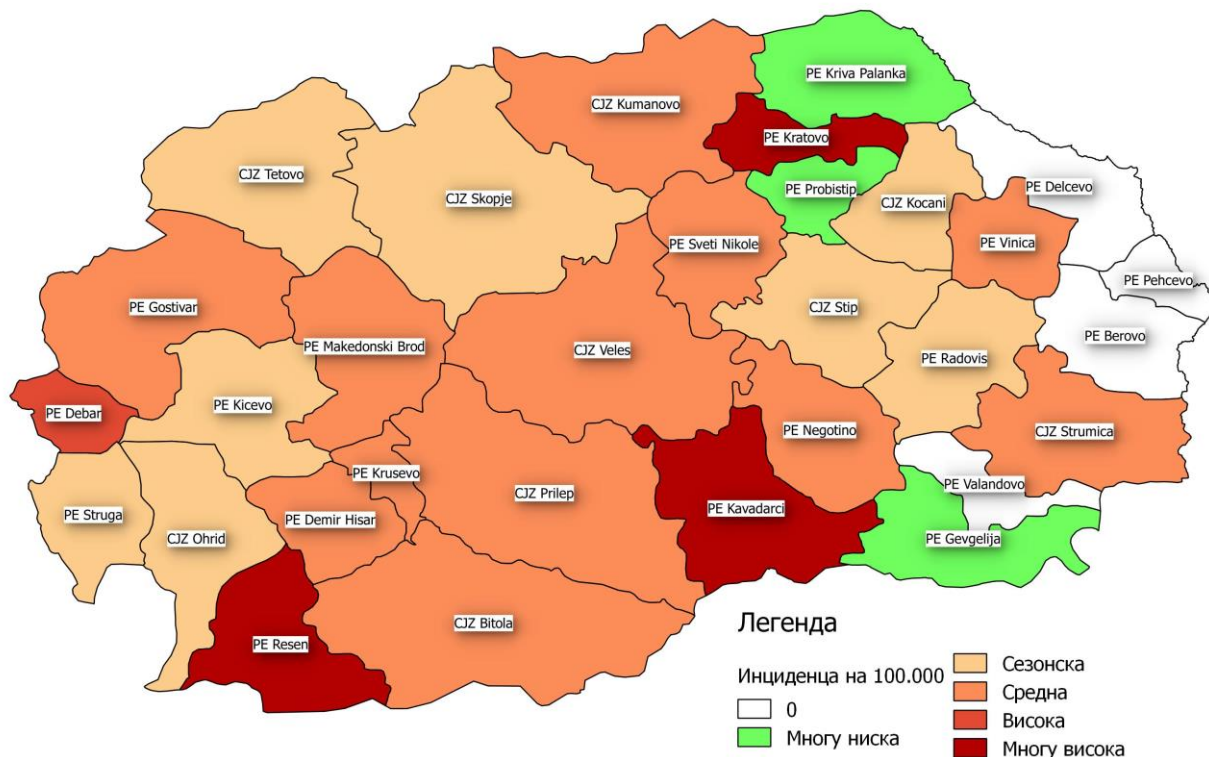 PE Kriva Palanka
CJZ Kumanovo
PE Kratovo
CJZ Tetovo
PE Probistip
PE Delcevo
CJZ Skopje
CJZ Kocani
PE Sveti Nikole
PE Vinica
PE Pehcevo
PE Gostivar
CJZ Stip
PE Berovo
PE Makedonski Brod
CJZ Veles
PE Radovis
PE Debar
PE Kicevo
PE Negotino
CJZ Strumica
PE Krusevo
PE Valandovo
CJZ Prilep
PE Kavadarci
PE Struga
PE Demir Hisar
CJZ Ohrid
PE Gevgelija
CJZ Bitola
PE Resen
Легенда
Инциденца на 100.000
0
Многу ниска
Сезонска
Средна
Висока
Многу висока